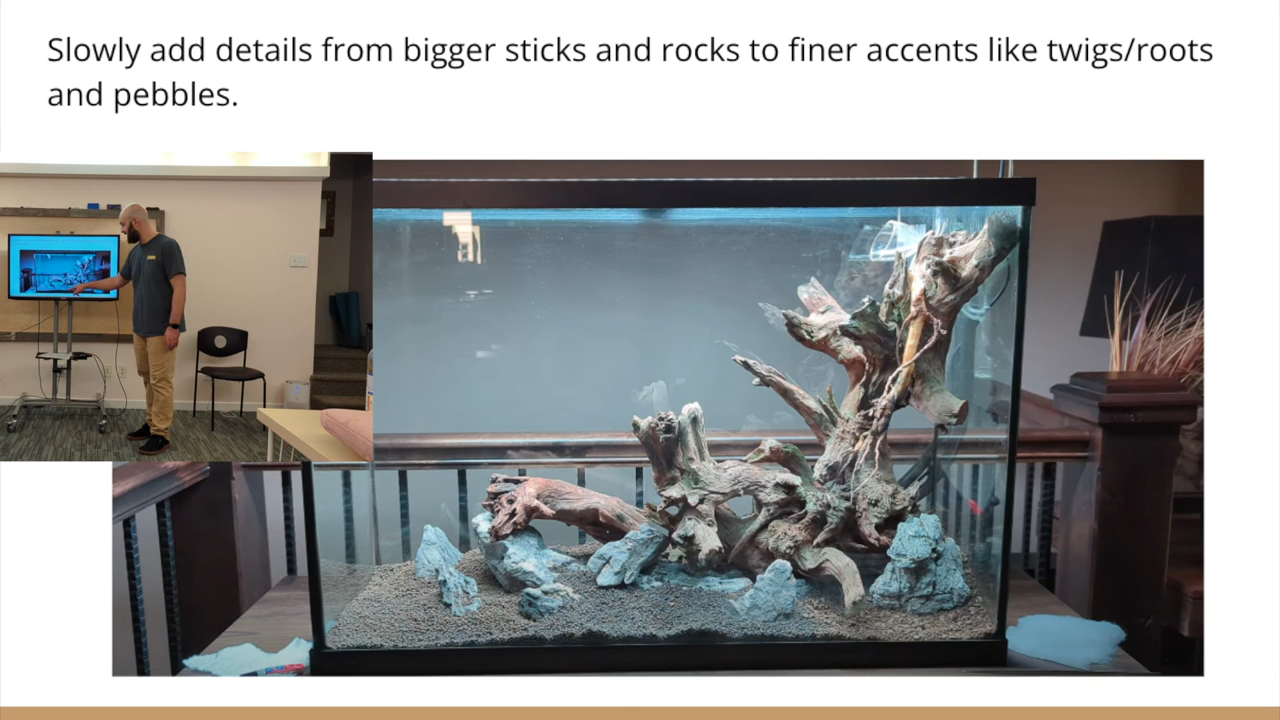 Slowly add details from bigger sticks and rocks to finer accents like twigs/roots
and pebbles.